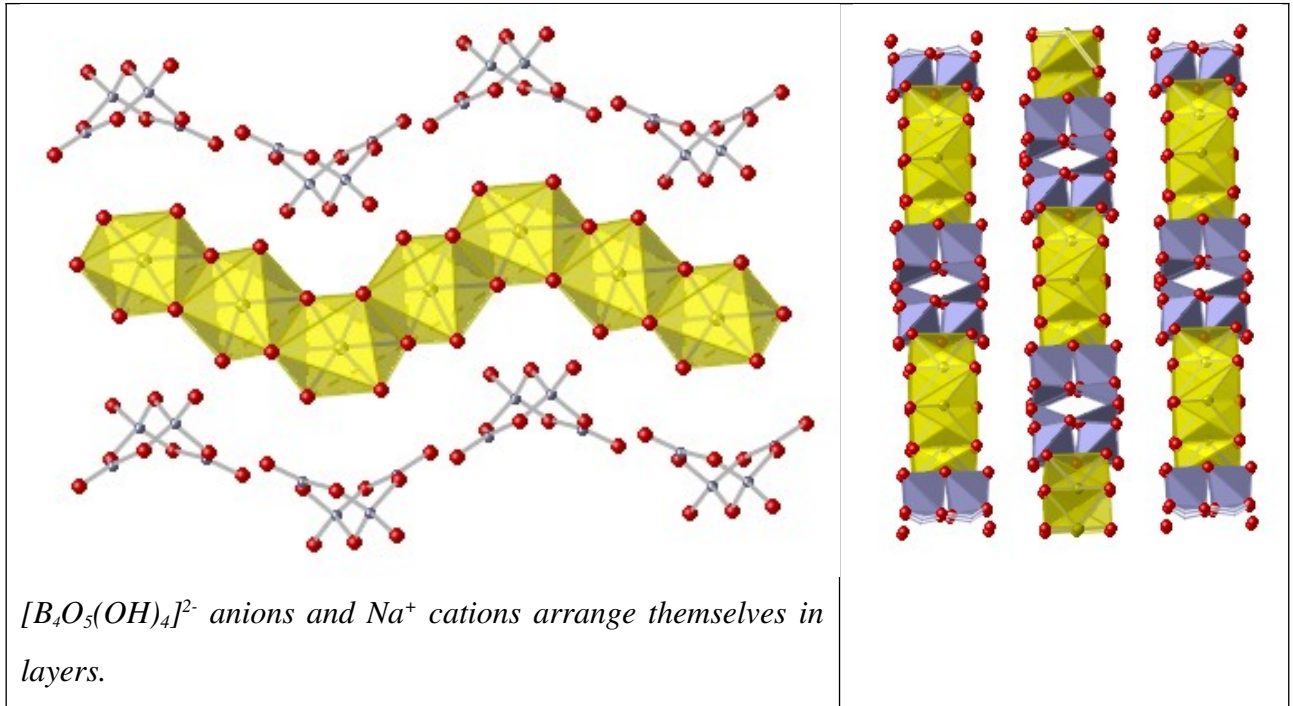 [B₄O₅(OH)₄]²⁻ anions and Na⁺ cations arrange themselves in
layers.